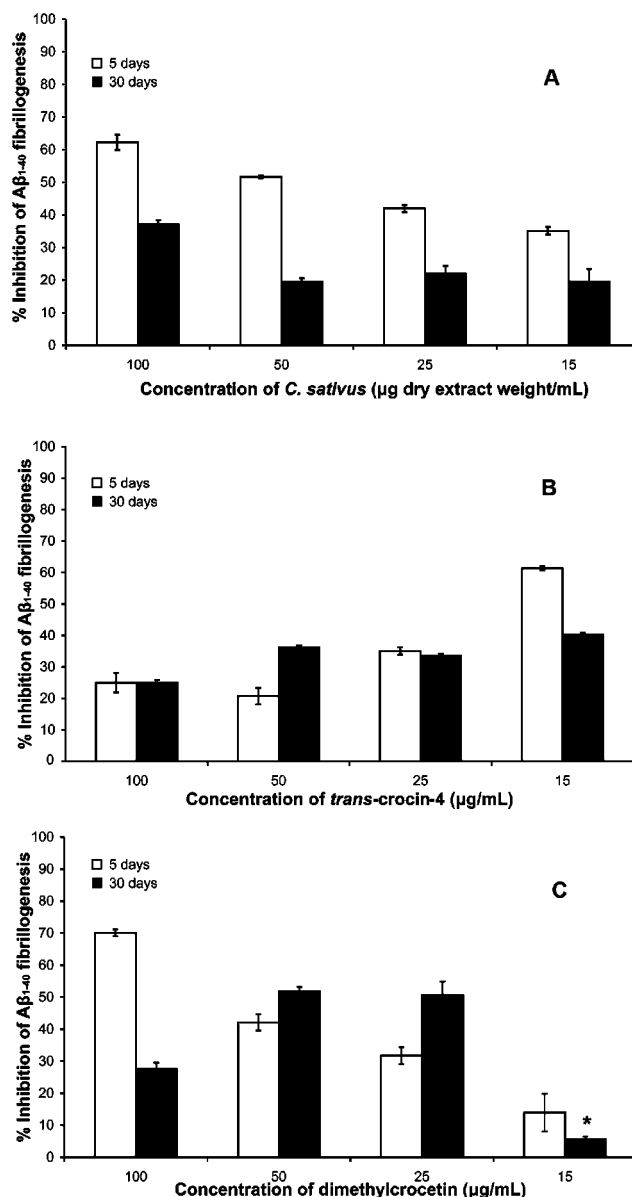 100
90
80
70
60
50
40
30
20
10
0
% Inhibition of Aβ1-40 fibrillogenesis
5 days
30 days
A
100 50 25 15
Concentration of C. sativus (µg dry extract weight/mL)
100
90
80
70
60
50
40
30
20
10
0
% Inhibition of Aβ1-40 fibrillogenesis
5 days
30 days
B
100 50 25 15
Concentration of trans-crocin-4 (µg/mL)
100
90
80
70
60
50
40
30
20
10
0
% Inhibition of Aβ1-40 fibrillogenesis
5 days
30 days
C
*
100 50 25 15
Concentration of dimethylcrocetin (µg/mL)